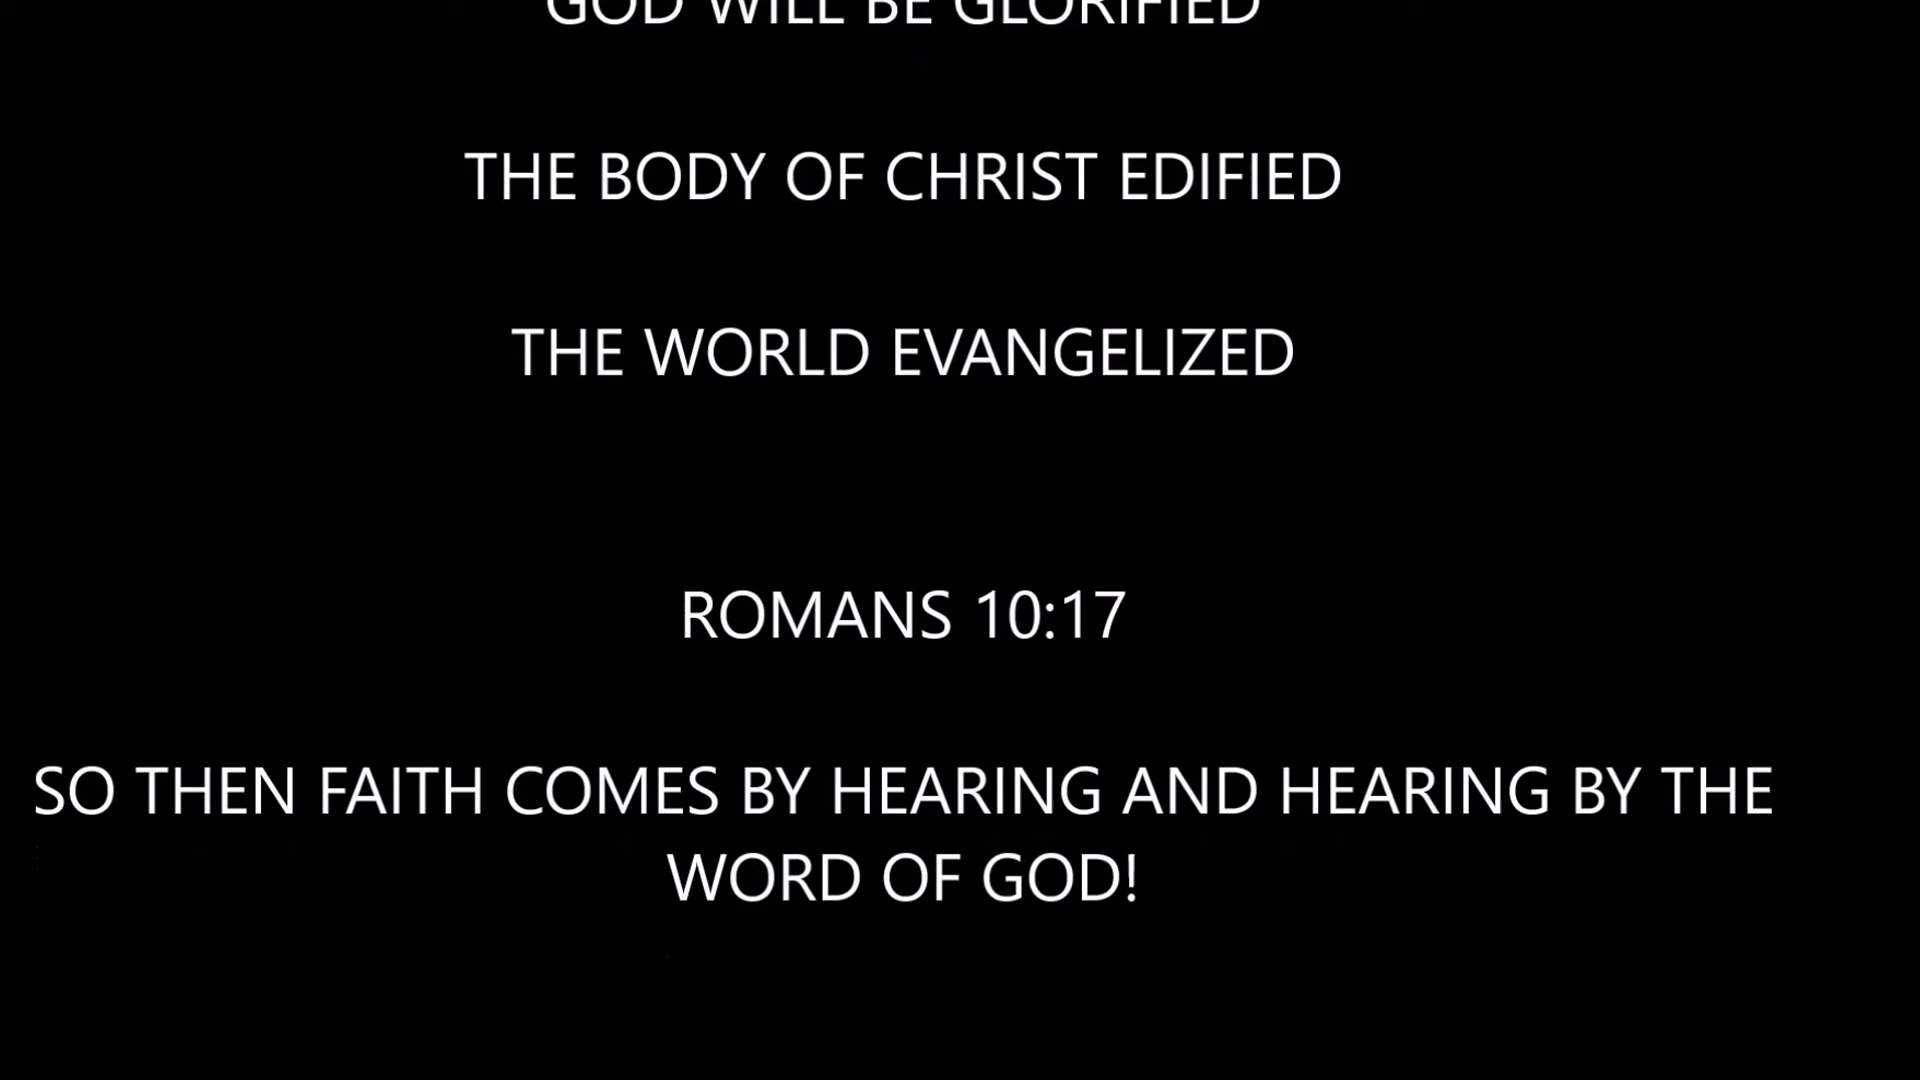 GOD WILL BE GLORIFIED
THE BODY OF CHRIST EDIFIED
THE WORLD EVANGELIZED
ROMANS 10:17
SO THEN FAITH COMES BY HEARING AND HEARING BY THE
WORD OF GOD!